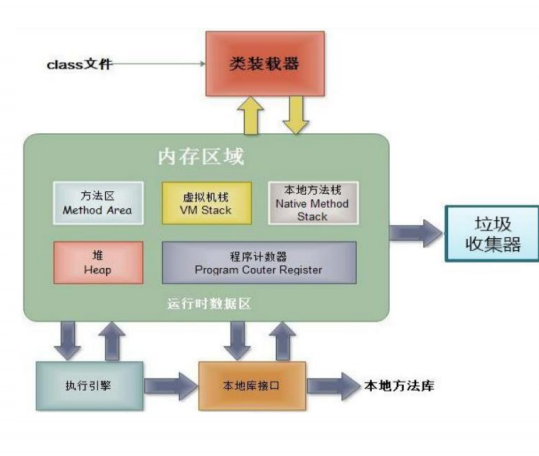 class文件
类装载器
内存区域
方法区
Method Area
虚拟机栈
VM Stack
本地方法栈
Native Method
Stack
堆
Heap
程序计数器
Program Couter Register
运行时数据区
垃圾
收集器
执行引擎
本地库接口
本地方法库